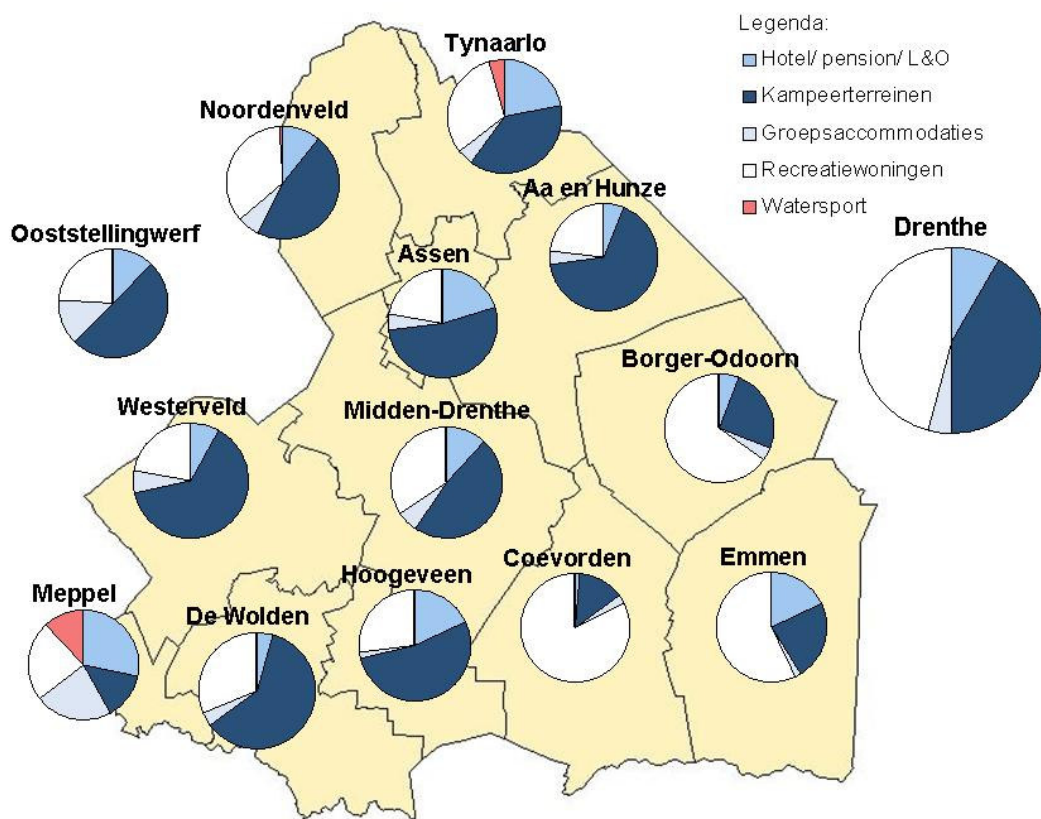 Legenda:
Hotel/ pension/ L&O
Kampeerterreinen
Groepsaccommodaties
Recreatiewoningen
Watersport
Tynaarlo
Noordenveld
Aa en Hunze
Drenthe
Ooststellingwerf
Assen
Borger-Odoorn
Westerveld
Midden-Drenthe
Coevorden
Emmen
Hoogeveen
Meppel
De Wolden